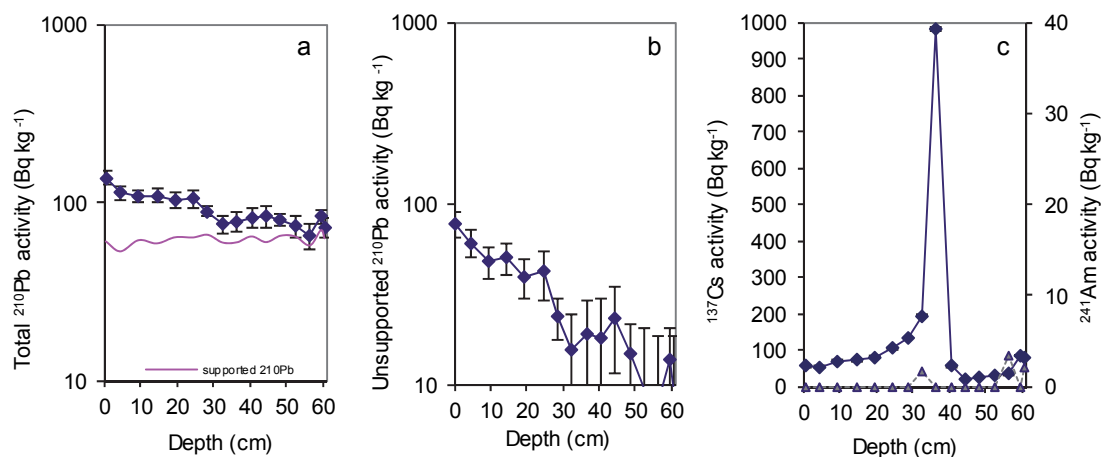 a
Total ²¹⁰Pb activity (Bq kg⁻¹)
1000
100
10
supported 210Pb
0 10 20 30 40 50 60
Depth (cm)
b
Unsupported ²¹⁰Pb activity (Bq kg⁻¹)
1000
100
10
0 10 20 30 40 50 60
Depth (cm)
c
¹³⁷Cs activity (Bq kg⁻¹)
1000
900
800
700
600
500
400
300
200
100
0
40
30
20
10
0
²⁴¹Am activity (Bq kg⁻¹)
0 10 20 30 40 50 60
Depth (cm)